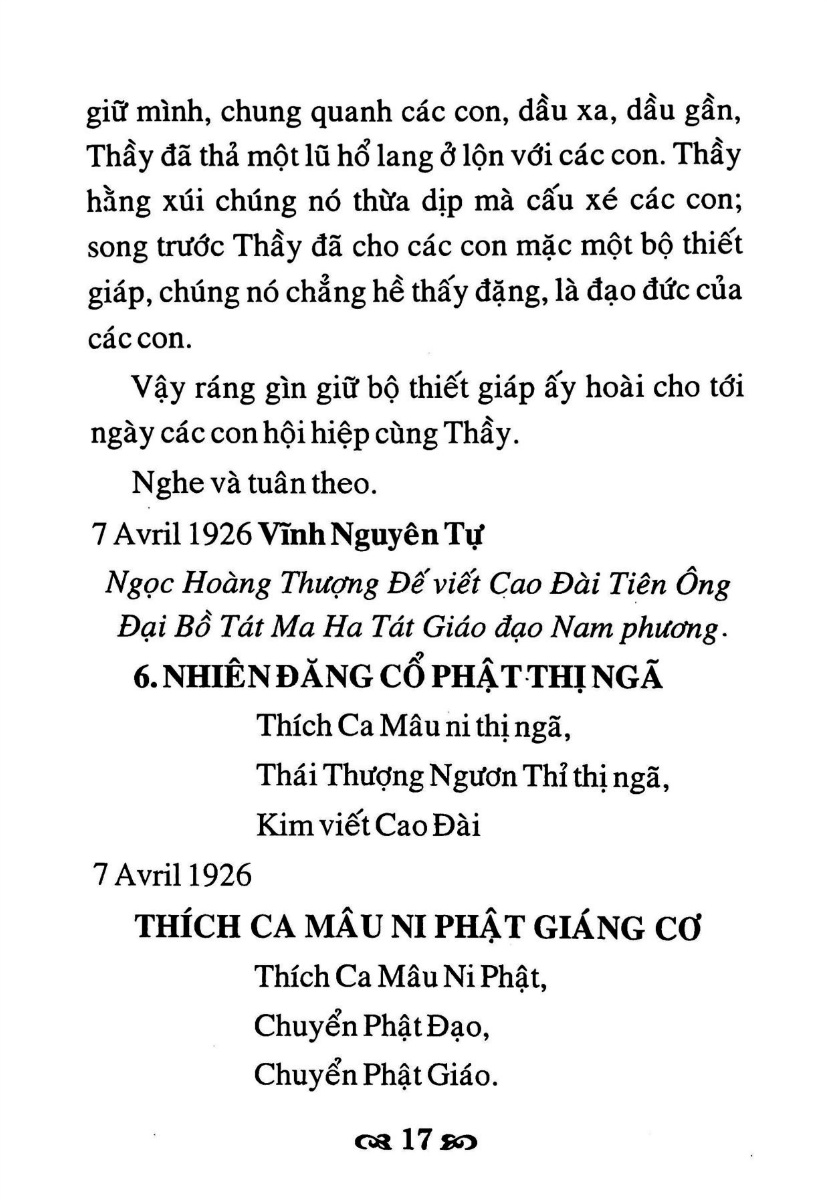 giữ mình, chung quanh các con, dầu xa, dầu gần,
Thầy đã thả một lũ hổ lang ở lộn với các con. Thầy
hằng xúi chúng nó thừa dịp mà cấu xé các con;
song trước Thầy đã cho các con mặc một bộ thiết
giáp, chúng nó chẳng hề thấy đặng, là đạo đức của
các con.
Vậy ráng gìn giữ bộ thiết giáp ấy hoài cho tới
ngày các con hội hiệp cùng Thầy.
Nghe và tuân theo.
7 Avril 1926 Vĩnh Nguyên Tự
Ngọc Hoàng Thượng Đế viết Cao Đài Tiên Ông
Đại Bồ Tát Ma Ha Tát Giáo đạo Nam phương.
6. NHIÊN ĐĂNG CỔ PHẬT THỊ NGÃ
Thích Ca Mâu ni thị ngã,
Thái Thượng Ngươn Thỉ thị ngã,
Kim viết Cao Đài
7 Avril 1926
THÍCH CA MÂU NI PHẬT GIÁNG CƠ
Thích Ca Mâu Ni Phật,
Chuyển Phật Đạo,
Chuyển Phật Giáo.
17